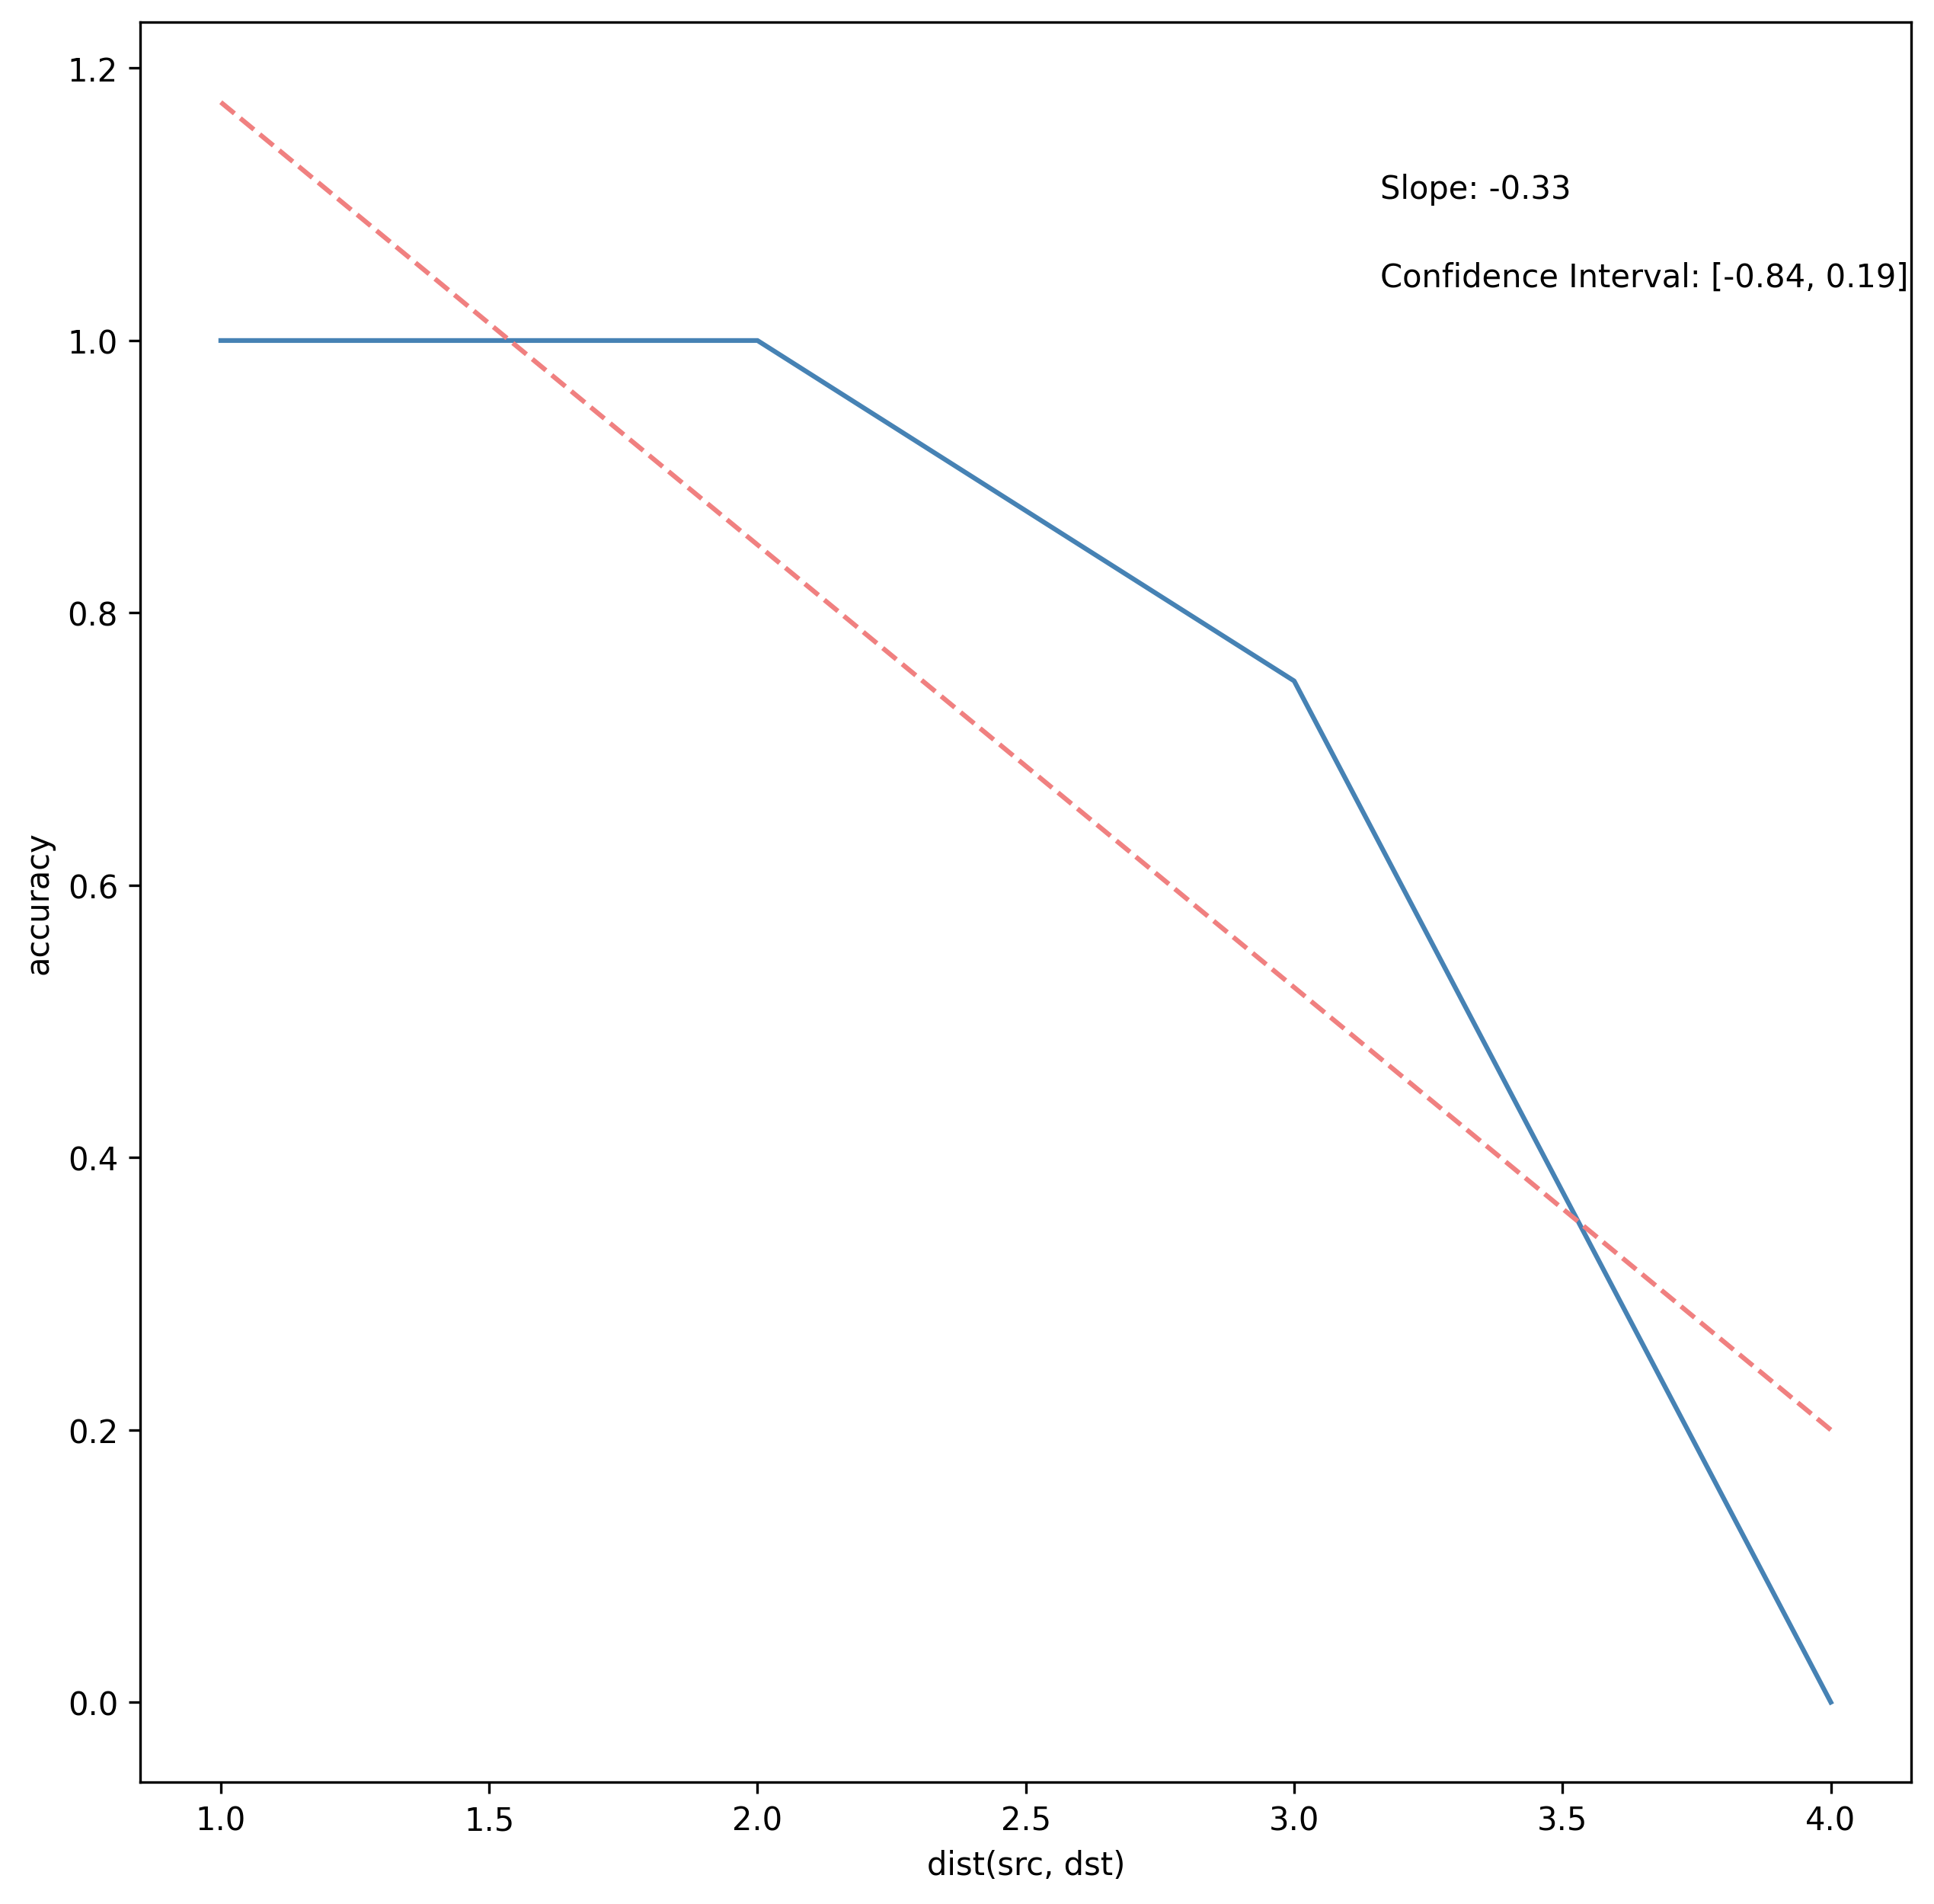 1.2
Slope: -0.33
Confidence Interval: [-0.84, 0.19]
1.0
0.8
accuracy
0.6
0.4
0.2
0.0
1.0 1.5 2.0 2.5 3.0 3.5 4.0
dist(src, dst)